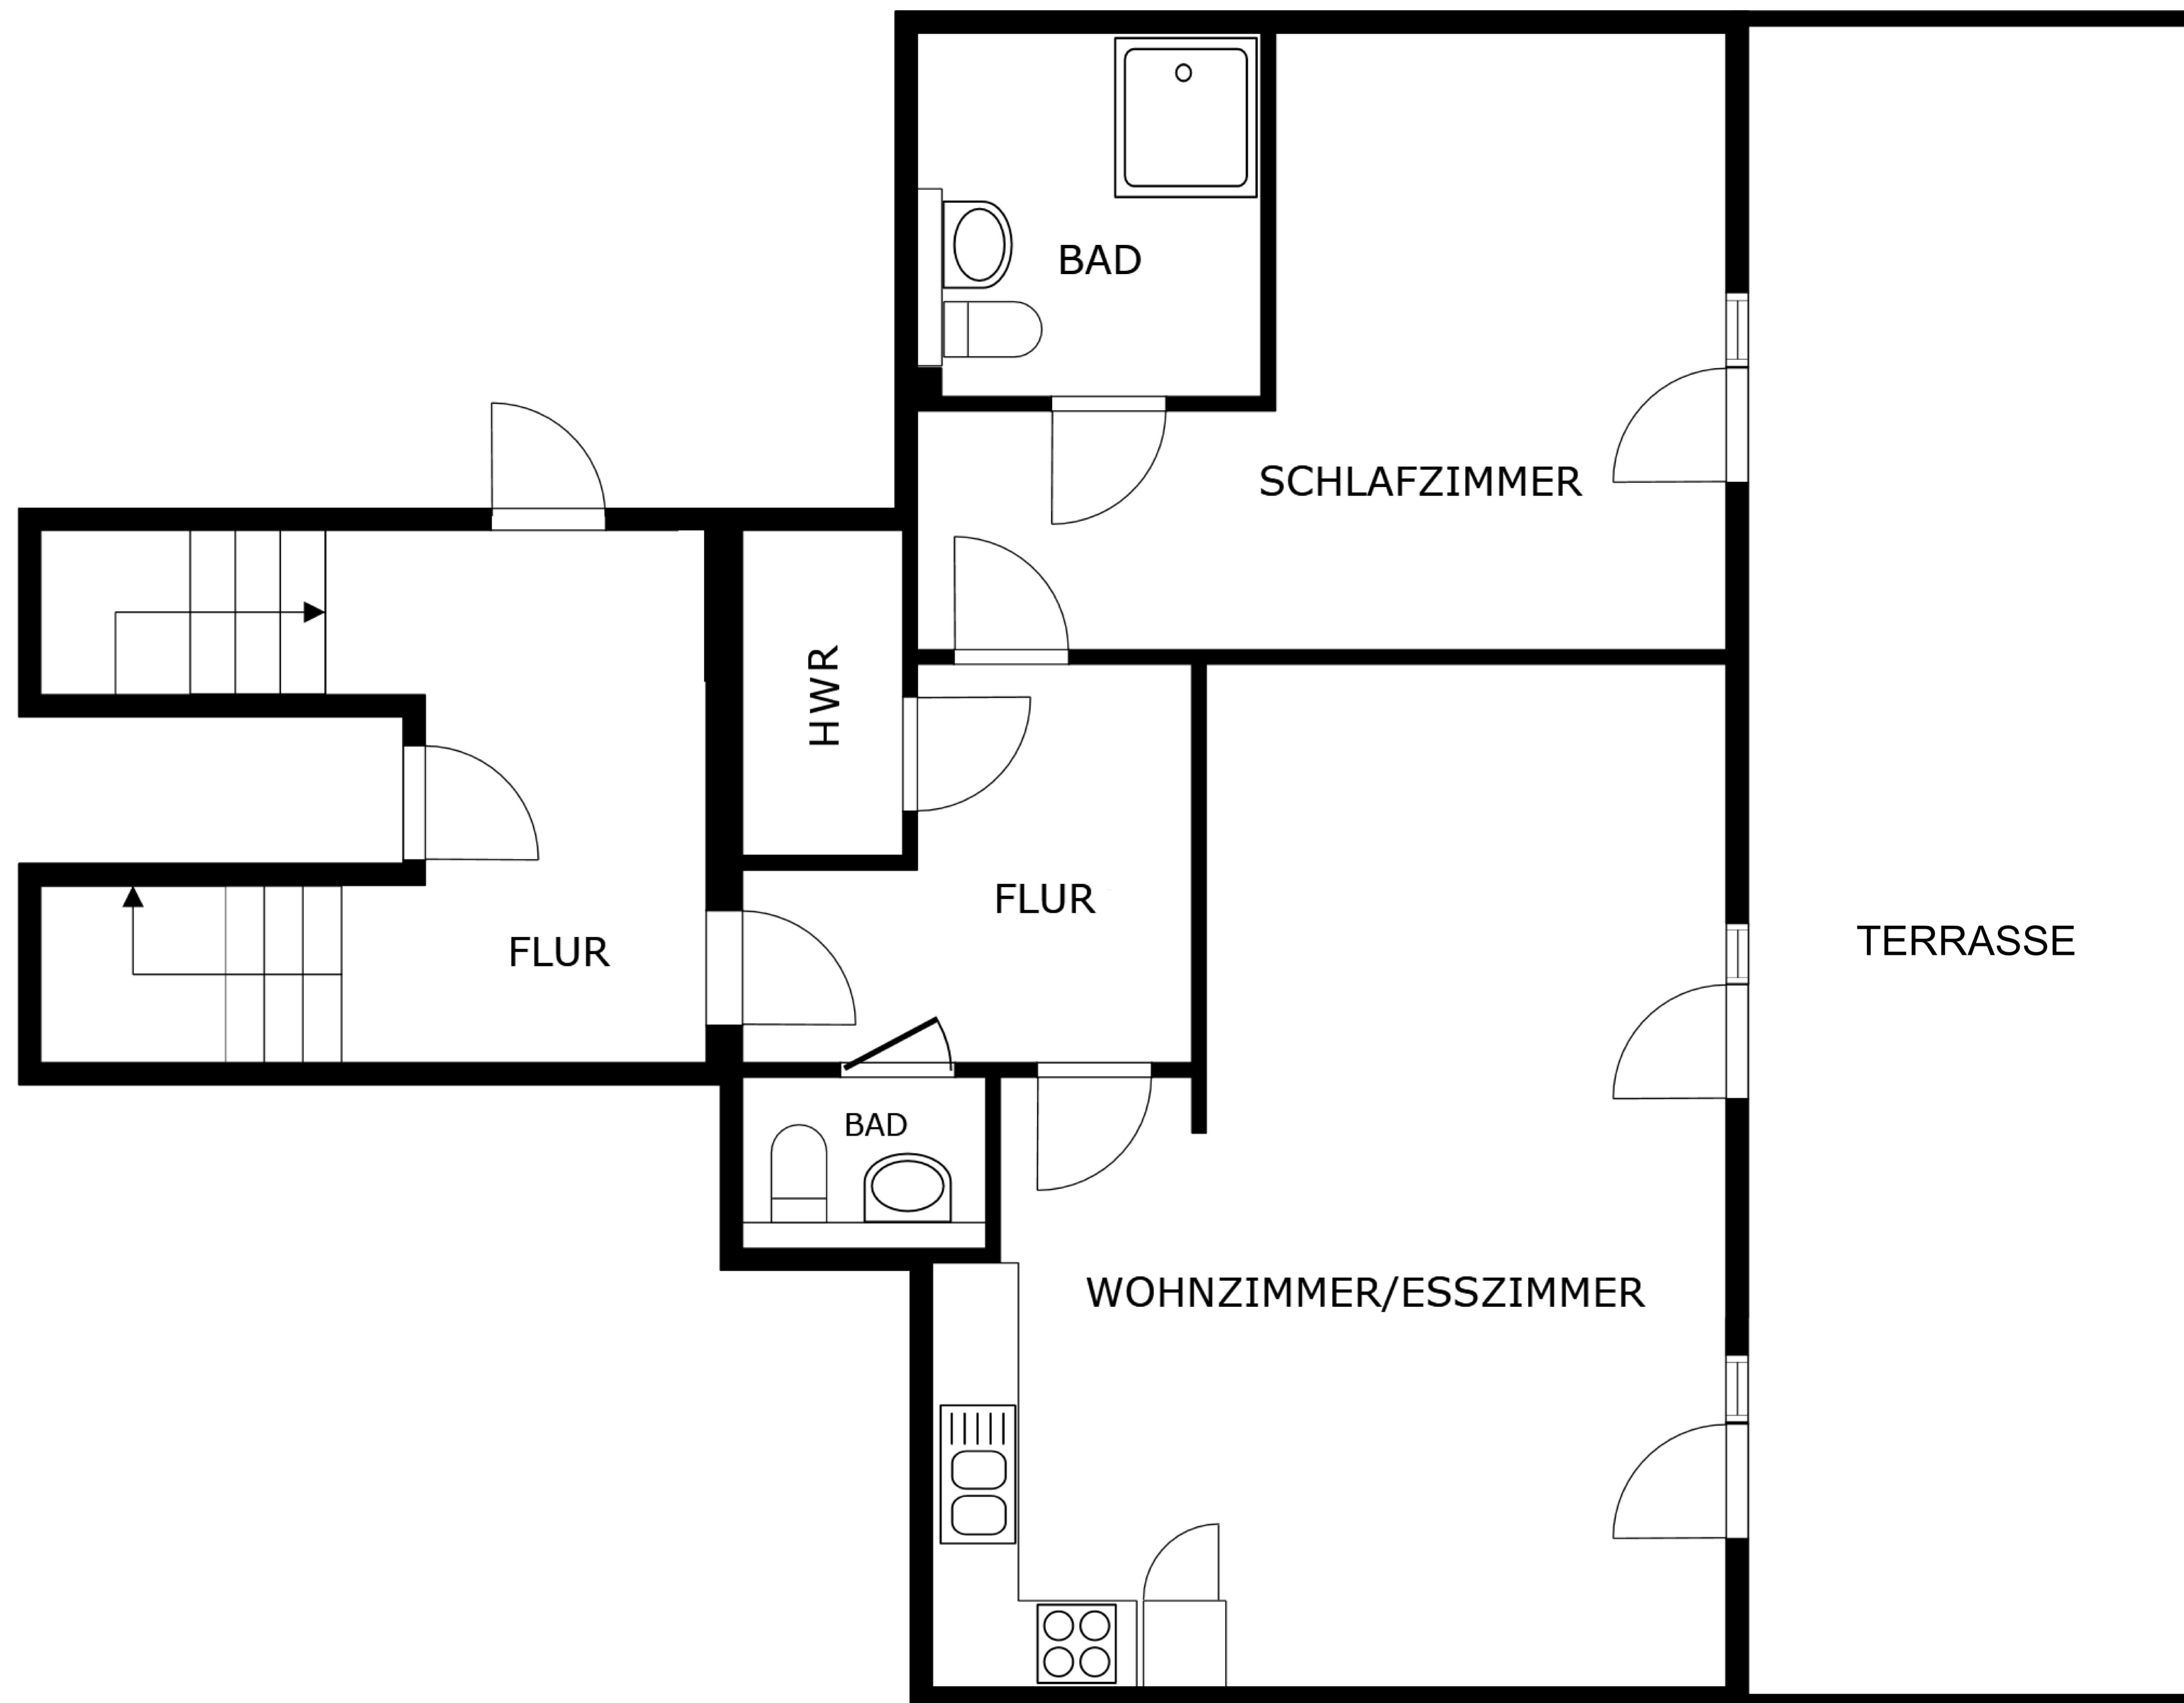 BAD
SCHLAFZIMMER
HWR
FLUR
FLUR
TERRASSE
BAD
WOHNZIMMER/ESSZIMMER